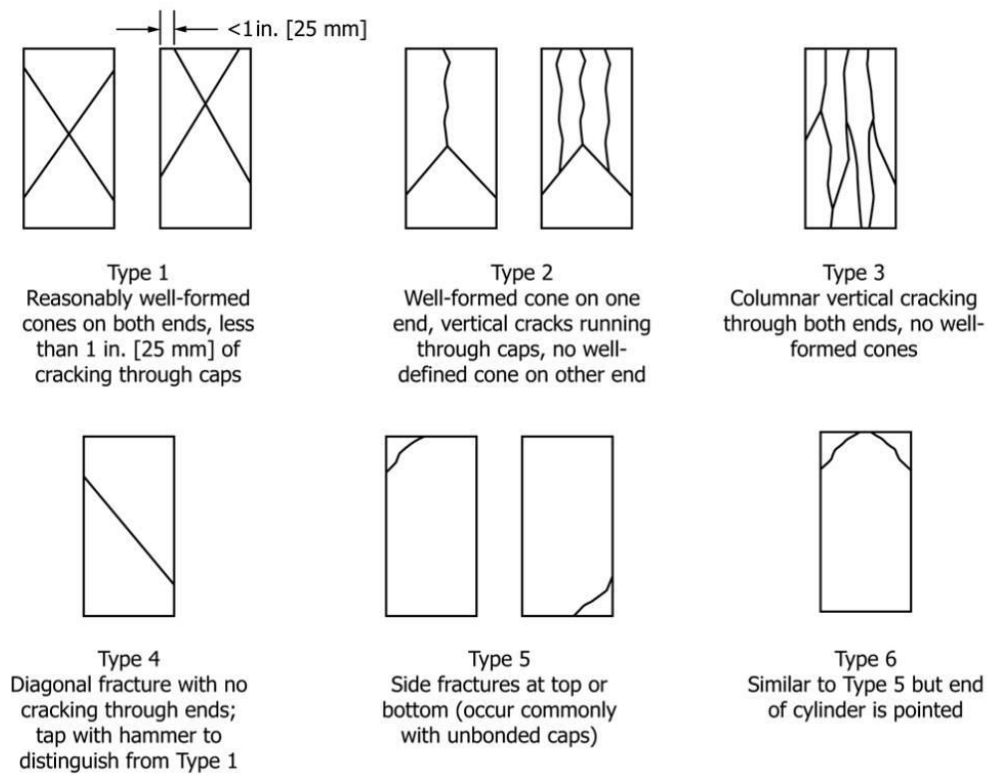 <1in. [25 mm]
Type 1
Reasonably well-formed
cones on both ends, less
than 1 in. [25 mm] of
cracking through caps
Type 2
Well-formed cone on one
end, vertical cracks running
through caps, no well-
defined cone on other end
Type 3
Columnar vertical cracking
through both ends, no well-
formed cones
Type 4
Diagonal fracture with no
cracking through ends;
tap with hammer to
distinguish from Type 1
Type 5
Side fractures at top or
bottom (occur commonly
with unbonded caps)
Type 6
Similar to Type 5 but end
of cylinder is pointed